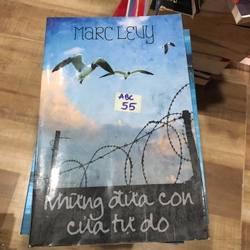 MARC LEVY
ABC
55
Những đứa con
của tự do